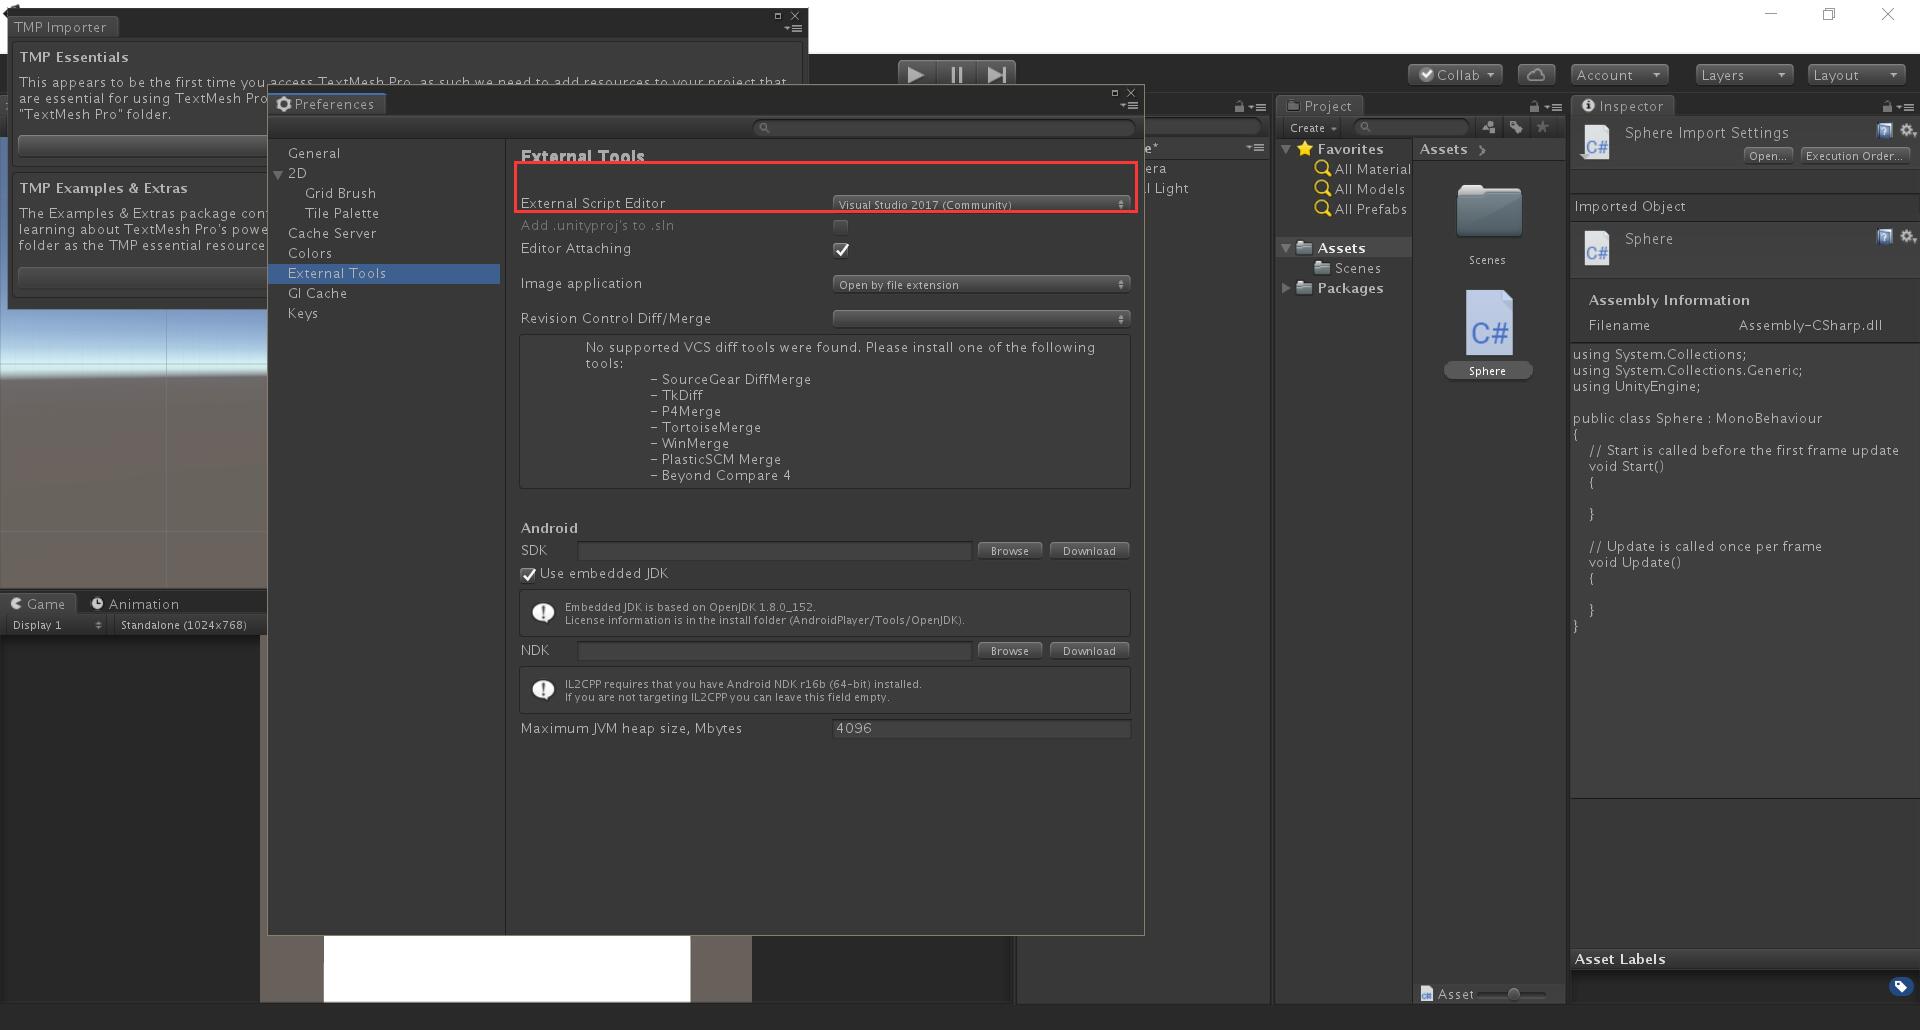 TMP Importer
TMP Essentials
This appears to be the first time you access TextMesh Pro, as such we need to add resources to your project that
are essential for using TextMesh Pro
"TextMesh Pro" folder.
TMP Examples & Extras
The Examples & Extras package con
learning about TextMesh Pro's powe
folder as the TMP essential resource
Collab
Account
Layers
Layout
Preferences
General
2D
Grid Brush
Tile Palette
Cache Server
Colors
External Tools
GI Cache
Keys
External Tools
External Script Editor
Visual Studio 2017 (Community)
Add .unityproj's to .sln
Editor Attaching
Image application
Open by file extension
Revision Control Diff/Merge
No supported VCS diff tools were found. Please install one of the following
tools:
- SourceGear DiffMerge
- TkDiff
- P4Merge
- TortoiseMerge
- WinMerge
- PlasticSCM Merge
- Beyond Compare 4
Android
SDK
Browse
Download
Use embedded JDK
Embedded JDK is based on OpenJDK 1.8.0_152.
License information is in the install folder (AndroidPlayer/Tools/OpenJDK).
NDK
Browse
Download
IL2CPP requires that you have Android NDK r16b (64-bit) installed.
If you are not targeting IL2CPP you can leave this field empty.
Maximum JVM heap size, Mbytes
4096
Game
Animation
Display 1
Standalone (1024x768)
e*
era
l Light
Project
Create
Favorites
All Material
All Models
All Prefabs
Assets
Scenes
Packages
Assets
Scenes
C#
Sphere
Asset
Inspector
C#
Sphere Import Settings
Open...
Execution Order...
Imported Object
C#
Sphere
Assembly Information
Filename
Assembly-CSharp.dll
using System.Collections;
using System.Collections.Generic;
using UnityEngine;
public class Sphere : MonoBehaviour
{
// Start is called before the first frame update
void Start()
{
}
// Update is called once per frame
void Update()
{
}
}
Asset Labels